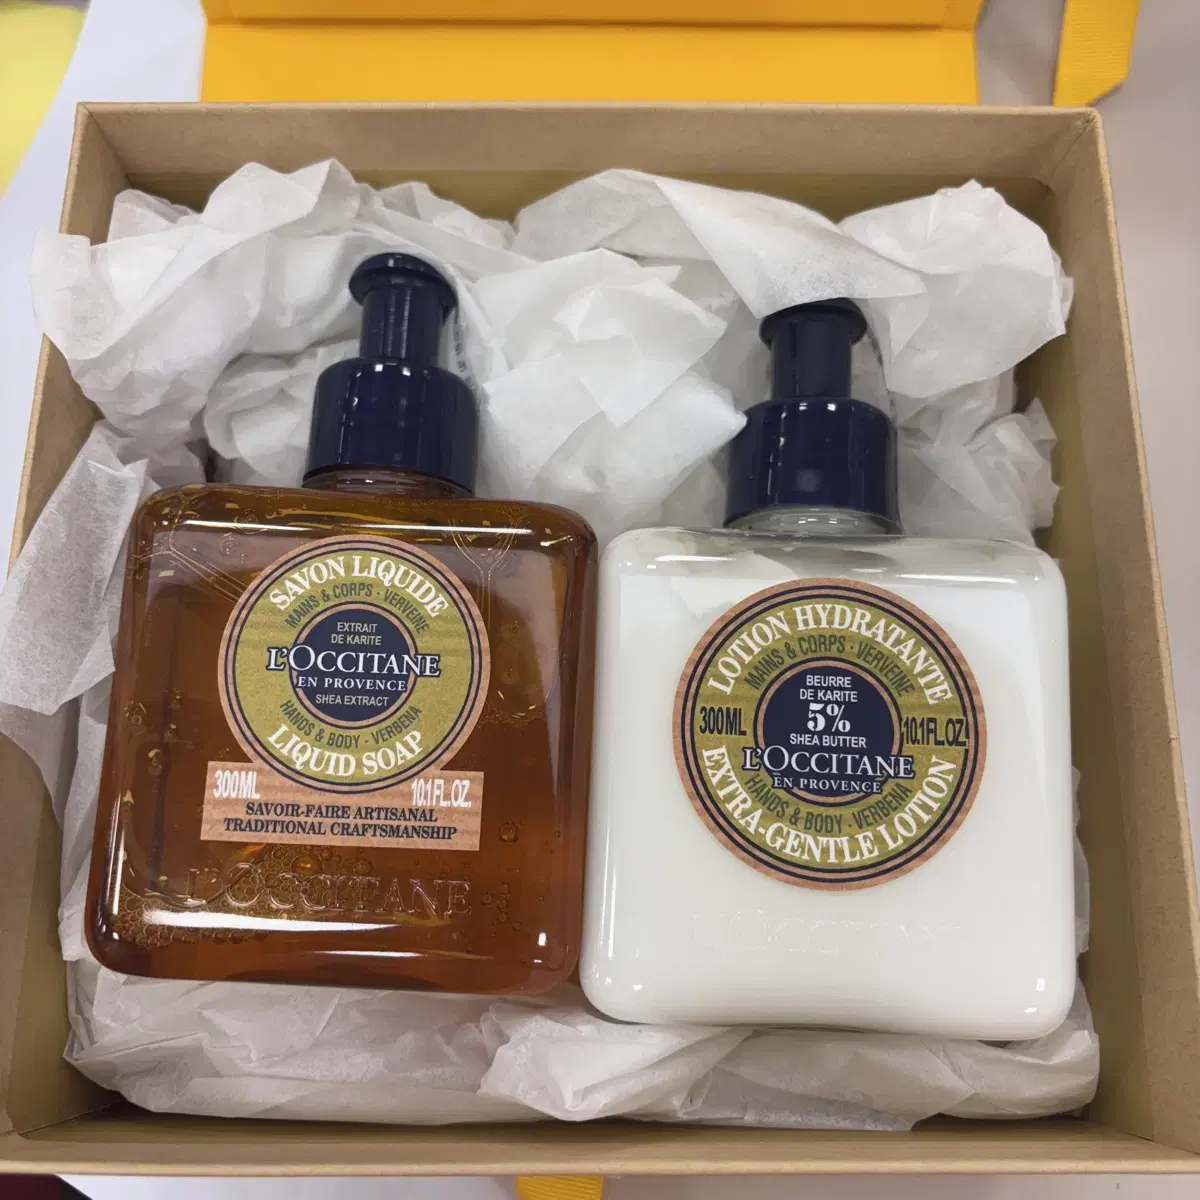 SAVON LIQUIDE
MAINS & CORPS · VERVEINE
EXTRAIT
DE KARITE
L'OCCITANE
EN PROVENCE
SHEA EXTRACT
HANDS & BODY · VERBENA
LIQUID SOAP
300ML 10.1FL.OZ.
SAVOIR-FAIRE ARTISANAL
TRADITIONAL CRAFTSMANSHIP
L'OCCITANE
LOTION HYDRATANTE
MAINS & CORPS · VERVEINE
BEURRE
DE KARITE
5%
SHEA BUTTER
300ML 10.1FL.OZ.
L'OCCITANE
EN PROVENCE
HANDS & BODY · VERBENA
EXTRA-GENTLE LOTION
L'OCCITANE